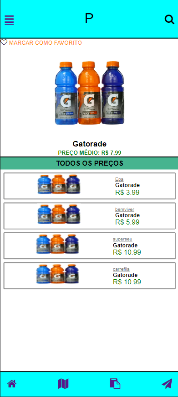 P
MARCAR COMO FAVORITO
Gatorade
PREÇO MÉDIO: R$ 7,99
TODOS OS PREÇOS
Gatorade
R$ 3,99
Gatorade
R$ 5,99
Gatorade
R$ 10,99
Gatorade
R$ 10,99